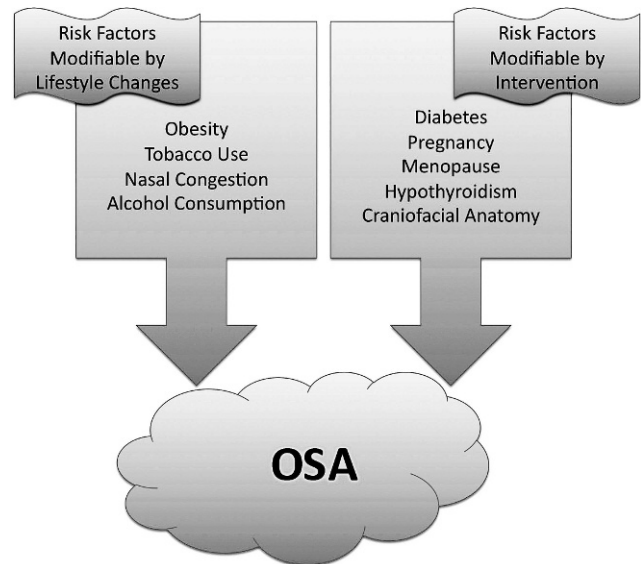 Risk Factors
Modifiable by
Lifestyle Changes
Obesity
Tobacco Use
Nasal Congestion
Alcohol Consumption
Risk Factors
Modifiable by
Intervention
Diabetes
Pregnancy
Menopause
Hypothyroidism
Craniofacial Anatomy
OSA